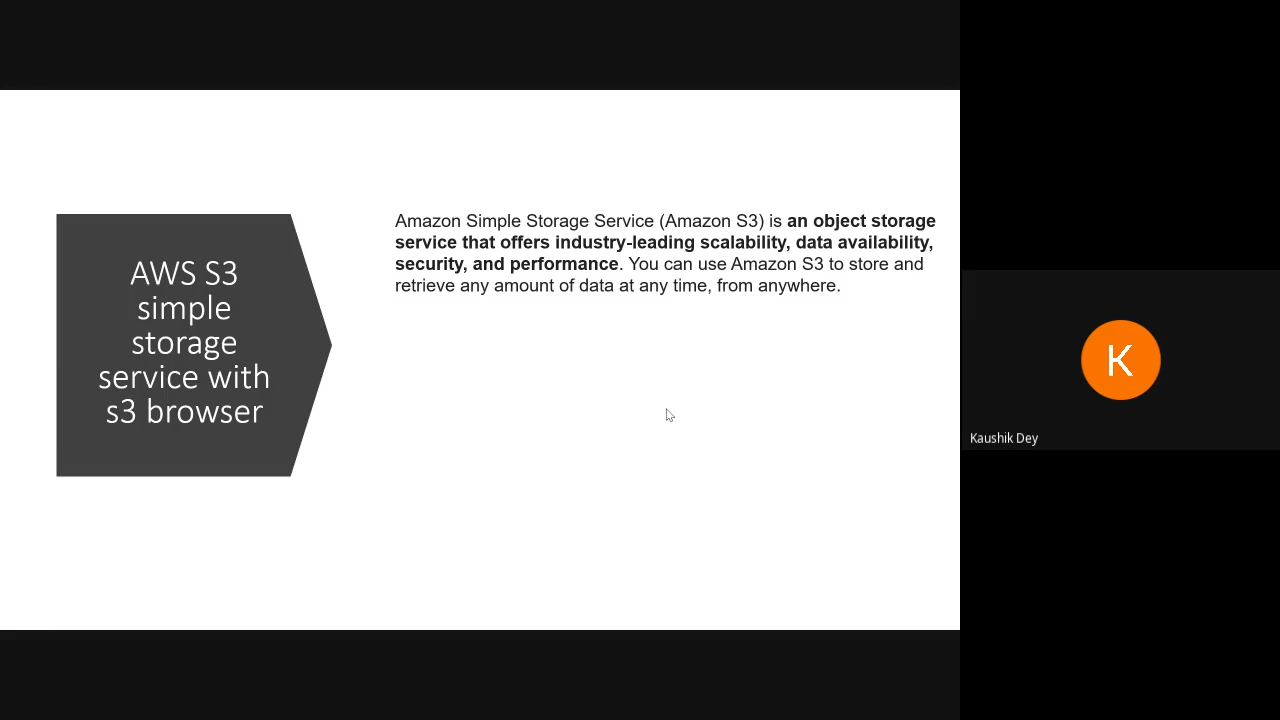 AWS S3
simple
storage
service with
s3 browser
Amazon Simple Storage Service (Amazon S3) is an object storage
service that offers industry-leading scalability, data availability,
security, and performance. You can use Amazon S3 to store and
retrieve any amount of data at any time, from anywhere.
K
Kaushik Dey